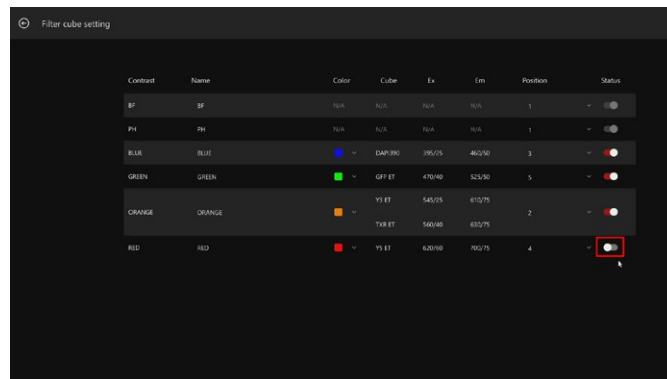 Filter cube setting
Contrast Name Color Cube Ex Em Position Status
BF BF N/A N/A N/A N/A 1
PH PH N/A N/A N/A N/A 1
BLUE BLUE DAPI390 395/25 460/50 3
GREEN GREEN GFP ET 470/40 525/50 5
Y3 ET 545/25 610/75
ORANGE ORANGE 2
TXR ET 560/40 630/75
RED RED Y5 ET 620/60 700/75 4